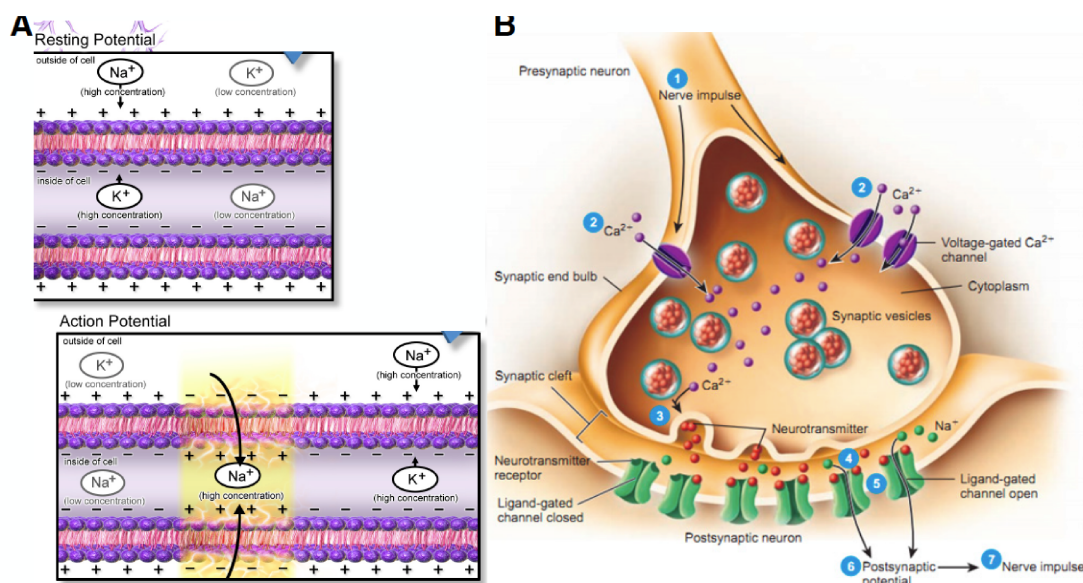 A
Resting Potential
outside of cell
Na+
(high concentration)
K+
(low concentration)
+ + + + + + + + + +
− − − − − − − − − −
inside of cell
K+
(high concentration)
Na+
(low concentration)
− − − − − − − − − −
+ + + + + + + + + +
Action Potential
outside of cell
K+
(low concentration)
Na+
(high concentration)
+ + + + − − − − + + + + + +
− − − − + + + + − − − − − −
inside of cell
Na+
(low concentration)
Na+
(high concentration)
K+
(high concentration)
− − − − + + + + − − − − − −
+ + + + − − − − + + + + + +
B
Presynaptic neuron
1
Nerve impulse
2
Ca2+
2
Ca2+
Voltage-gated Ca2+
channel
Synaptic end bulb
Cytoplasm
Synaptic vesicles
Synaptic cleft
Ca2+
3
Neurotransmitter
Na+
4
Neurotransmitter
receptor
5
Ligand-gated
channel open
Ligand-gated
channel closed
Postsynaptic neuron
6
Postsynaptic
potential
7
Nerve impulse